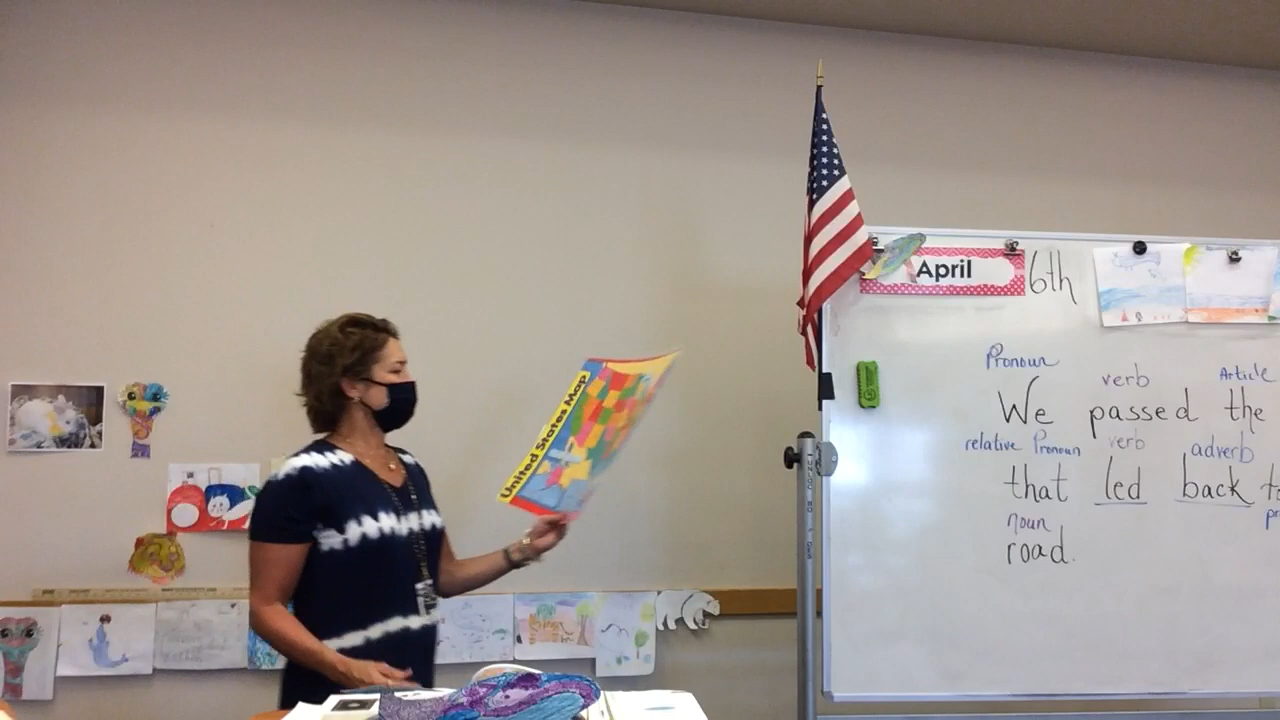 United States Map
April 6th
Pronoun verb Article
We passed the
relative Pronoun verb adverb
that led back
noun
road.